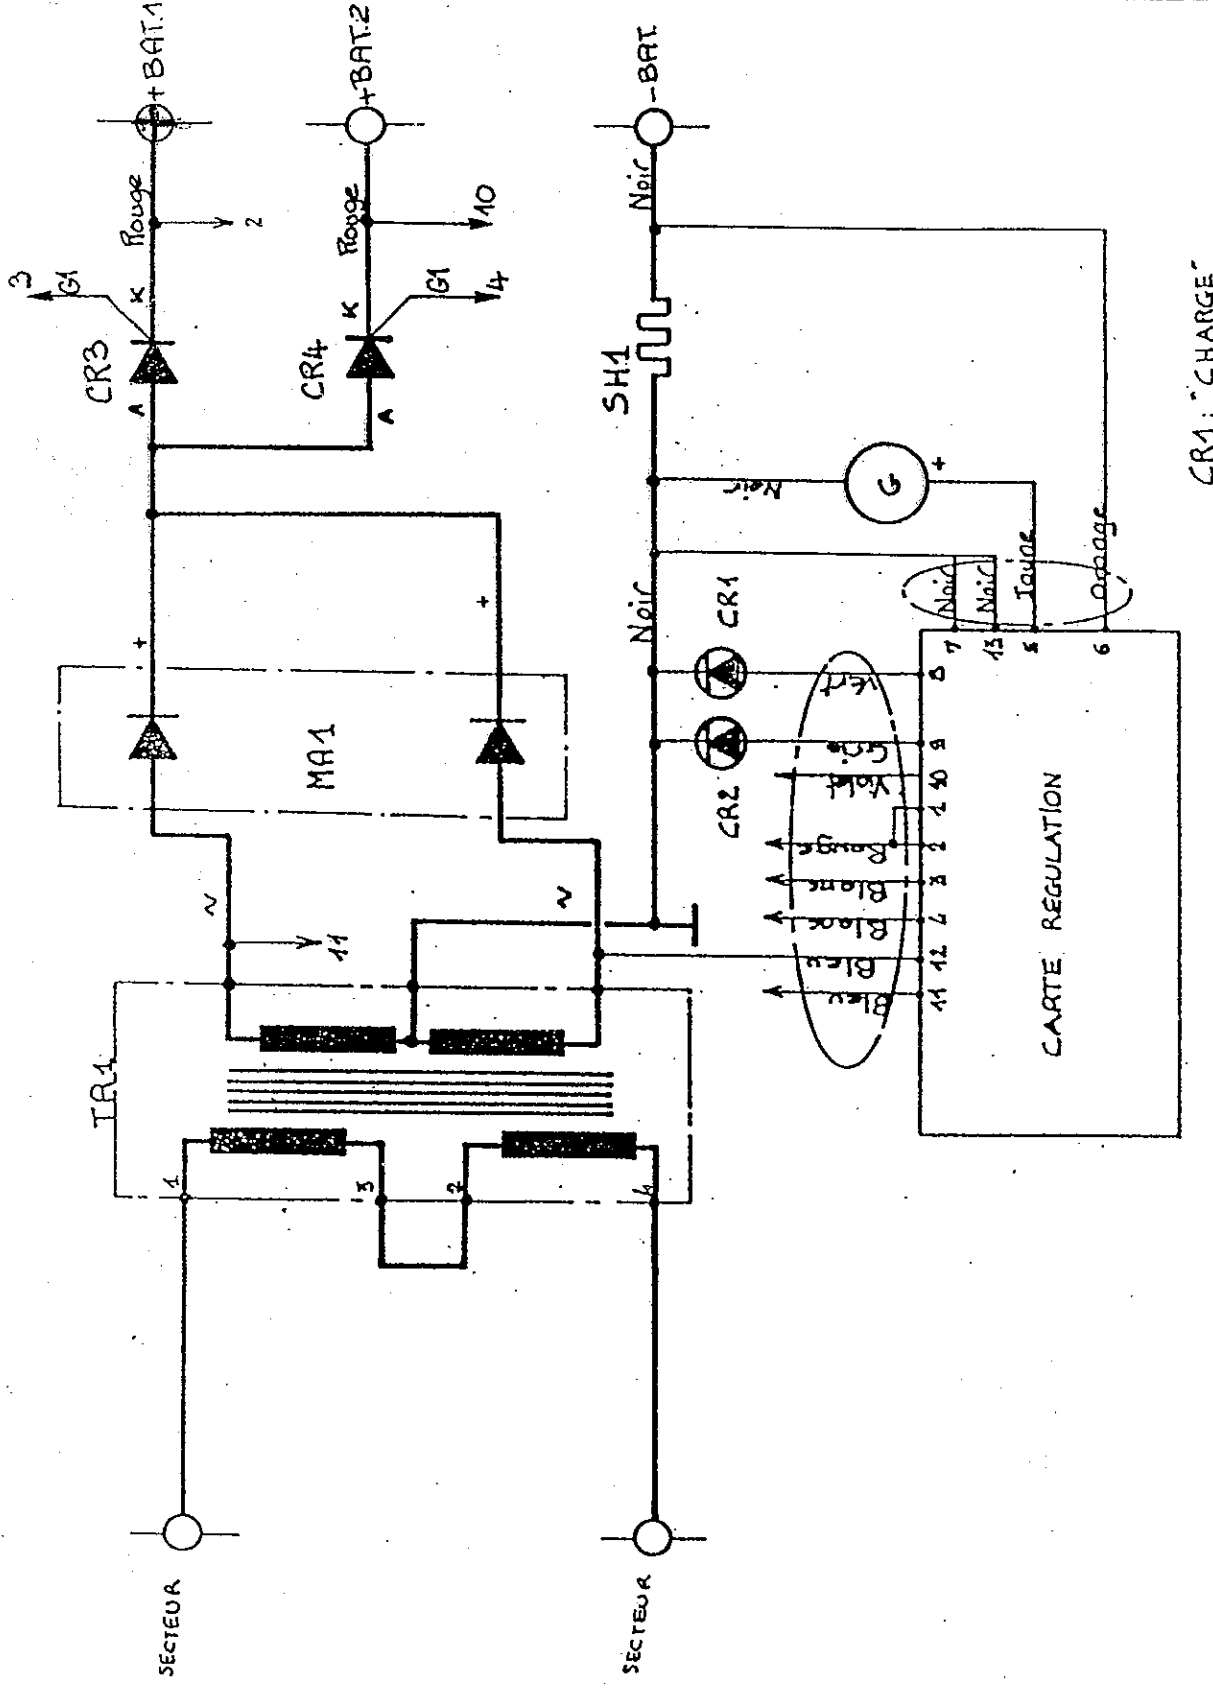 +BAT.1
+BAT.2
-BAT.
Rouge
2
Rouge
10
Noir
3
G1
K
G1
4
K
CR3
CR4
A
A
SH1
+
+
Noir
G
+
MA1
Noir
CR1
CR2
~
~
11
TR1
1
3
2
4
SECTEUR
SECTEUR
Noir
Noir
Jaune
Orange
7
13
5
6
Vert
Gris
Violet
Rouge
Blanc
Blanc
Bleu
Bleu
8
9
10
1
2
3
4
12
11
CARTE REGULATION
CR1: "CHARGE"